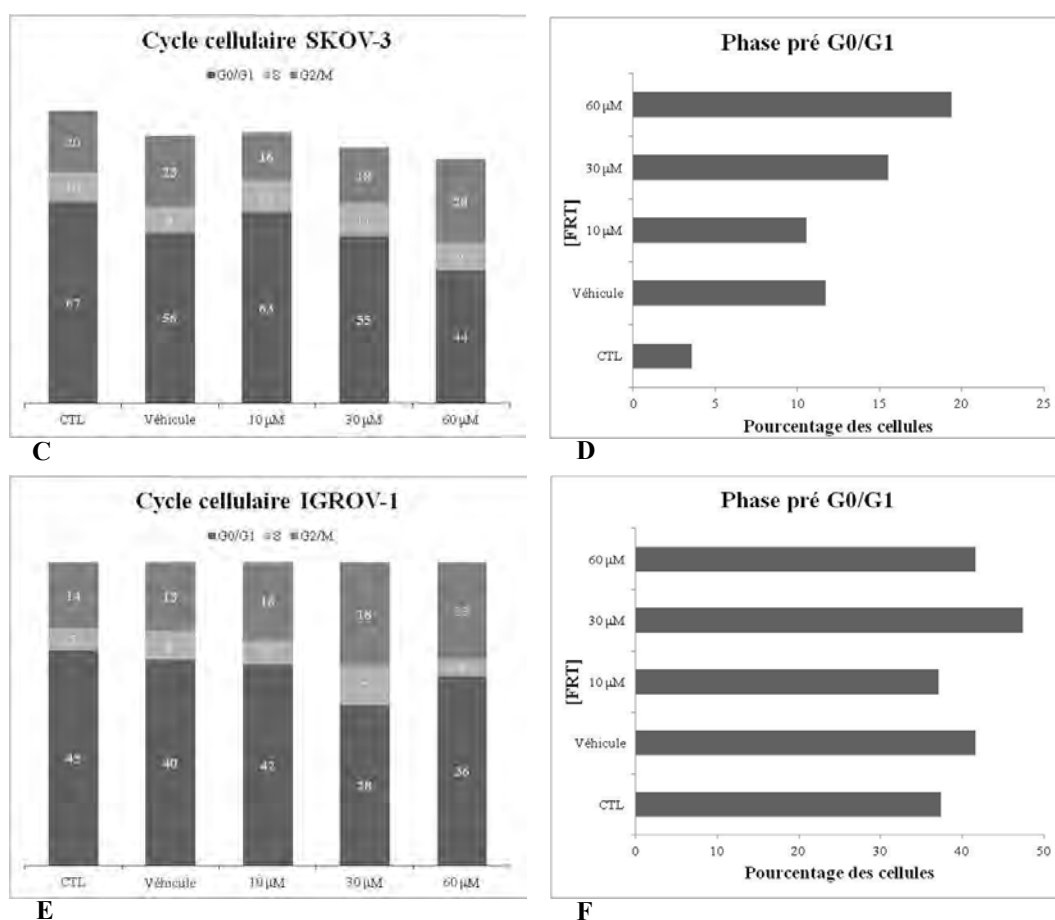 Cycle cellulaire SKOV-3
G0/G1 S G2/M
20 23 16 18 28
10 9
67 56 63 55 44
CTL Véhicule 10 µM 30 µM 60 µM
C
Phase pré G0/G1
60 µM
30 µM
10 µM
Véhicule
CTL
[FRT]
0 5 10 15 20 25
Pourcentage des cellules
D
Cycle cellulaire IGROV-1
G0/G1 S G2/M
14 16 18
40 42 28 36
CTL Véhicule 10 µM 30 µM 60 µM
E
Phase pré G0/G1
60 µM
30 µM
10 µM
Véhicule
CTL
[FRT]
0 10 20 30 40 50
Pourcentage des cellules
F